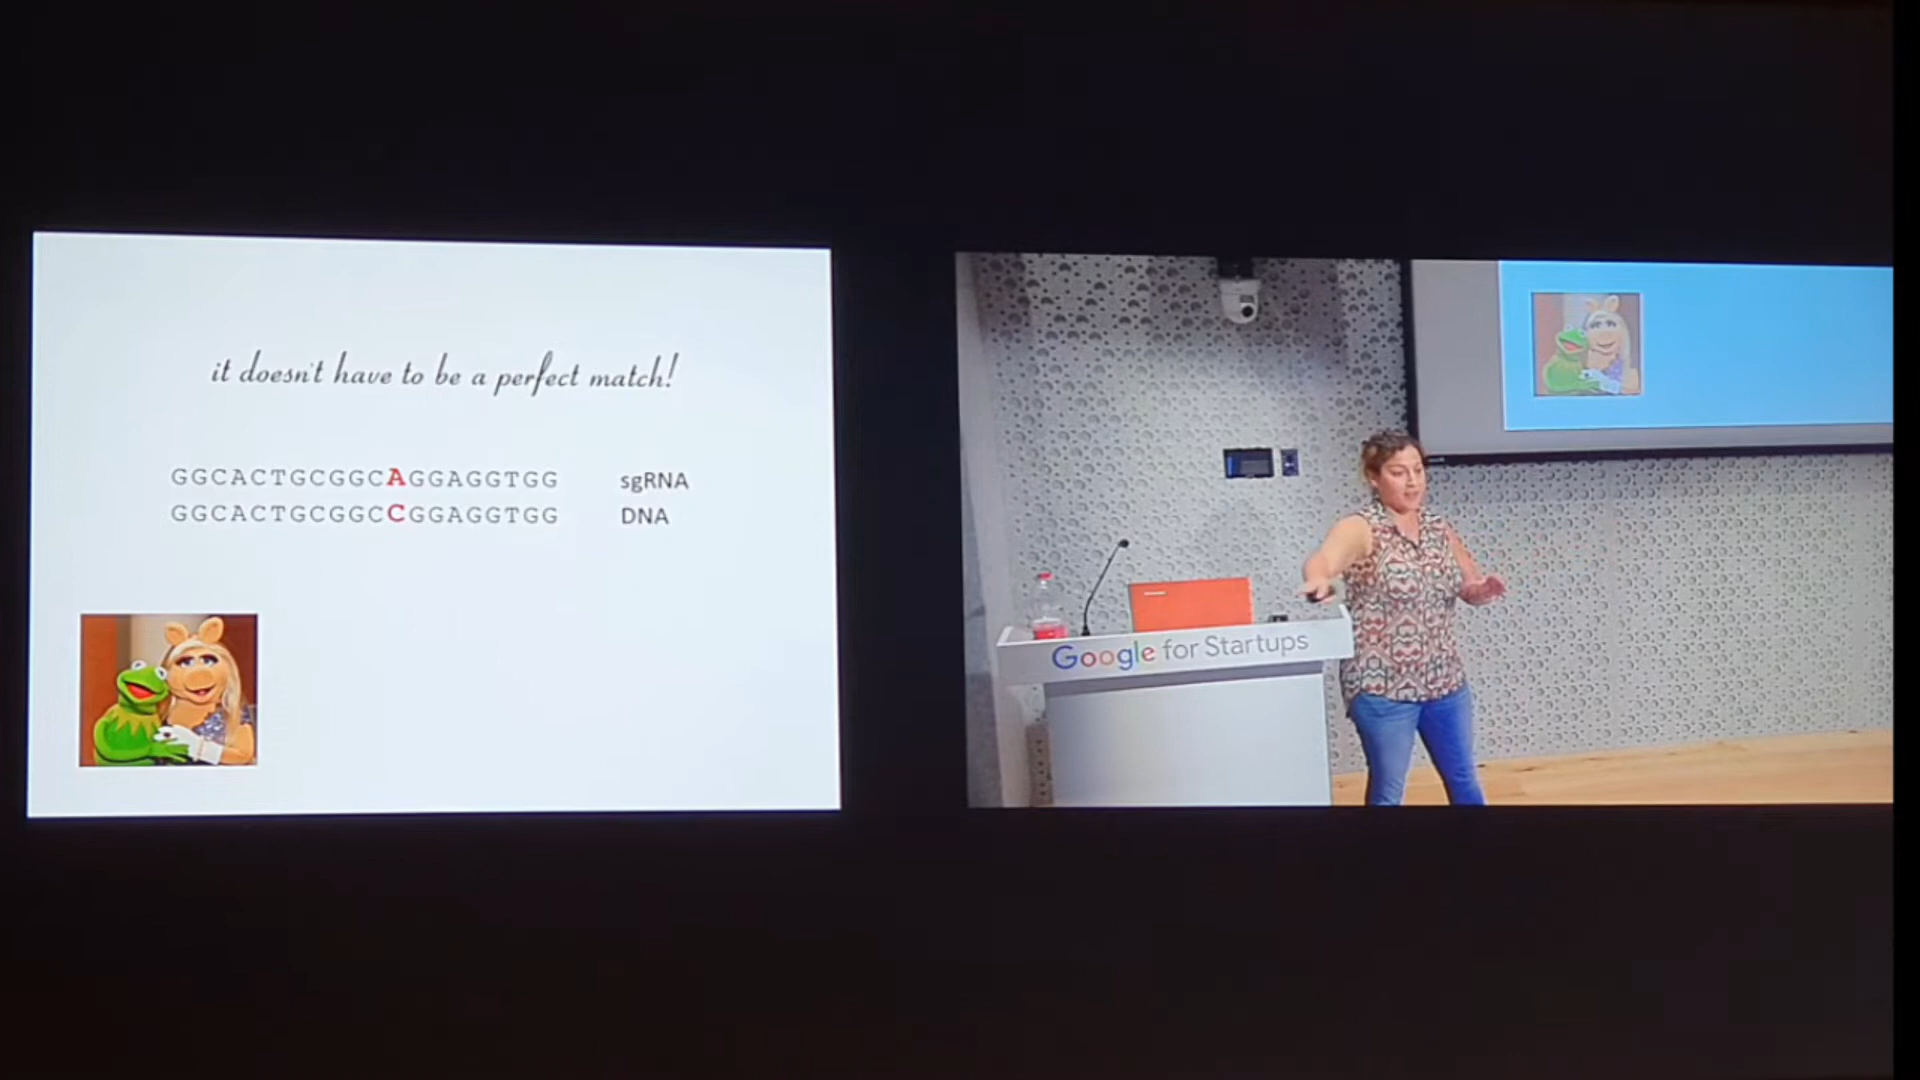 it doesn't have to be a perfect match!
GGCACTGCGGCAGGAGGTGG sgRNA
GGCACTGCGGCCGGAGGTGG DNA
Google for Startups